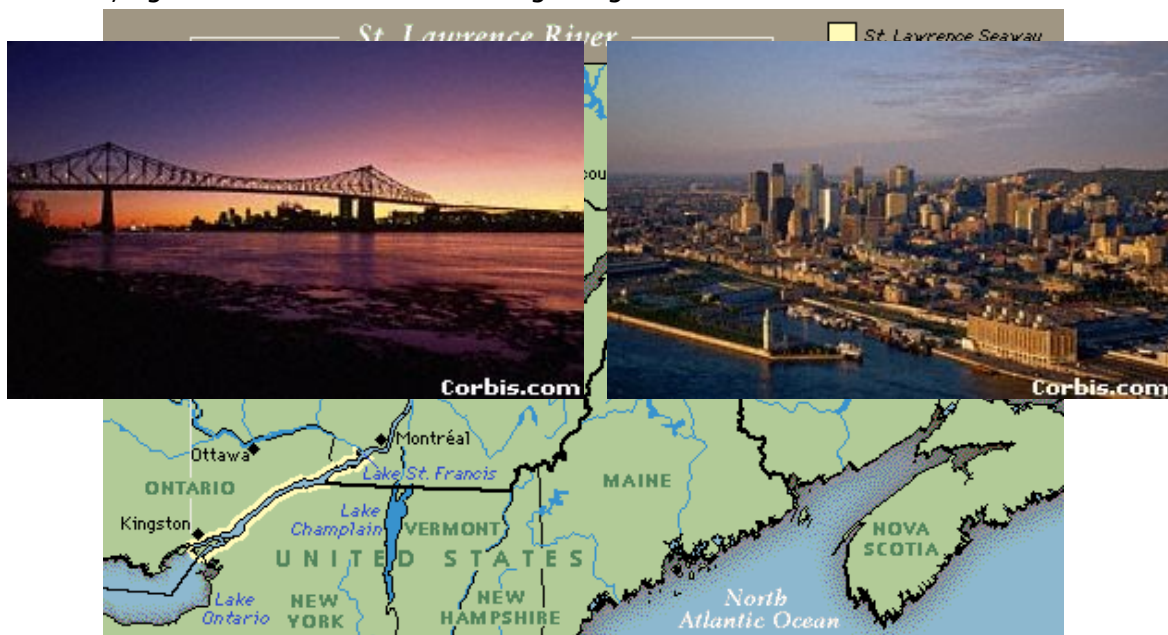 St. Lawrence River
St. Lawrence Seaway
Corbis.com
Corbis.com
Montréal
Ottawa
Lake St. Francis
ONTARIO
MAINE
Lake
Champlain
VERMONT
Kingston
NOVA
SCOTIA
UNITED STATES
Lake
Ontario
NEW
YORK
NEW
HAMPSHIRE
North
Atlantic Ocean